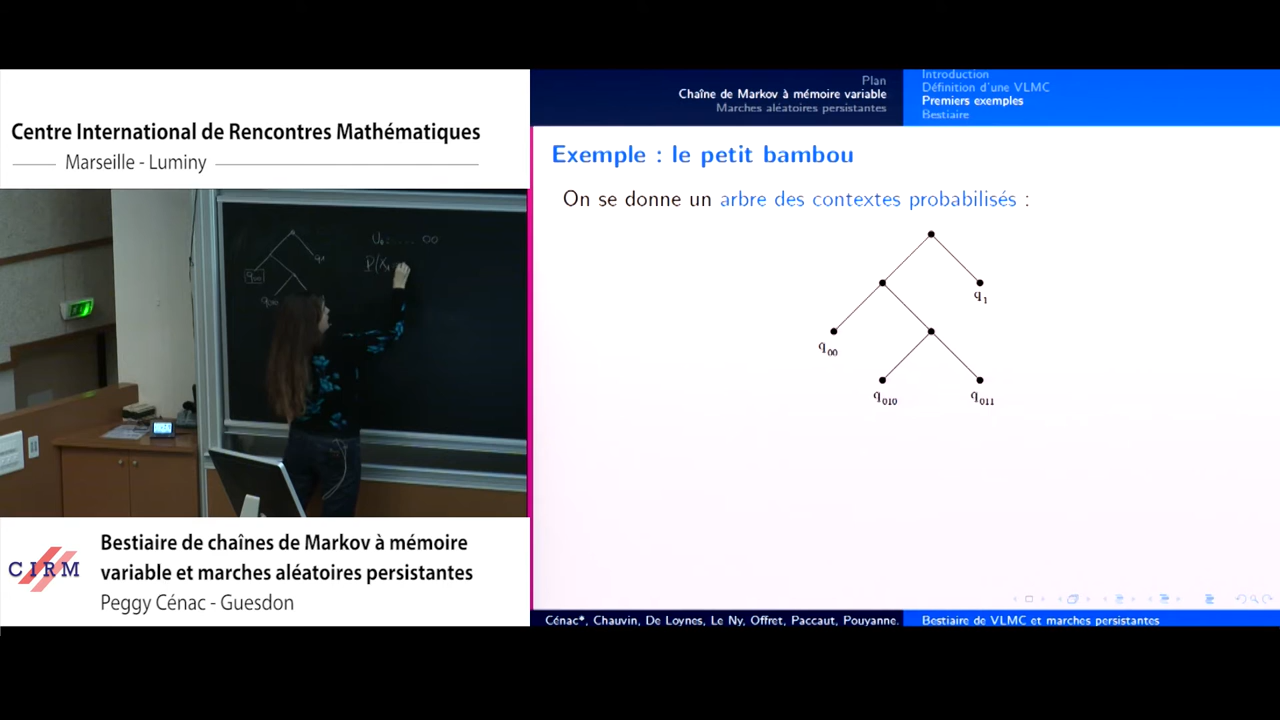 Centre International de Rencontres Mathématiques
Marseille - Luminy
q00
q1
Bestiaire de chaînes de Markov à mémoire
variable et marches aléatoires persistantes
Peggy Cénac - Guesdon
CIRM
Plan
Chaîne de Markov à mémoire variable
Marches aléatoires persistantes
Introduction
Définition d'une VLMC
Premiers exemples
Bestiaire
Exemple : le petit bambou
On se donne un arbre des contextes probabilisés :
q1
q00
q010
q011
Cénac*, Chauvin, De Loynes, Le Ny, Offret, Paccaut, Pouyanne.
Bestiaire de VLMC et marches persistantes